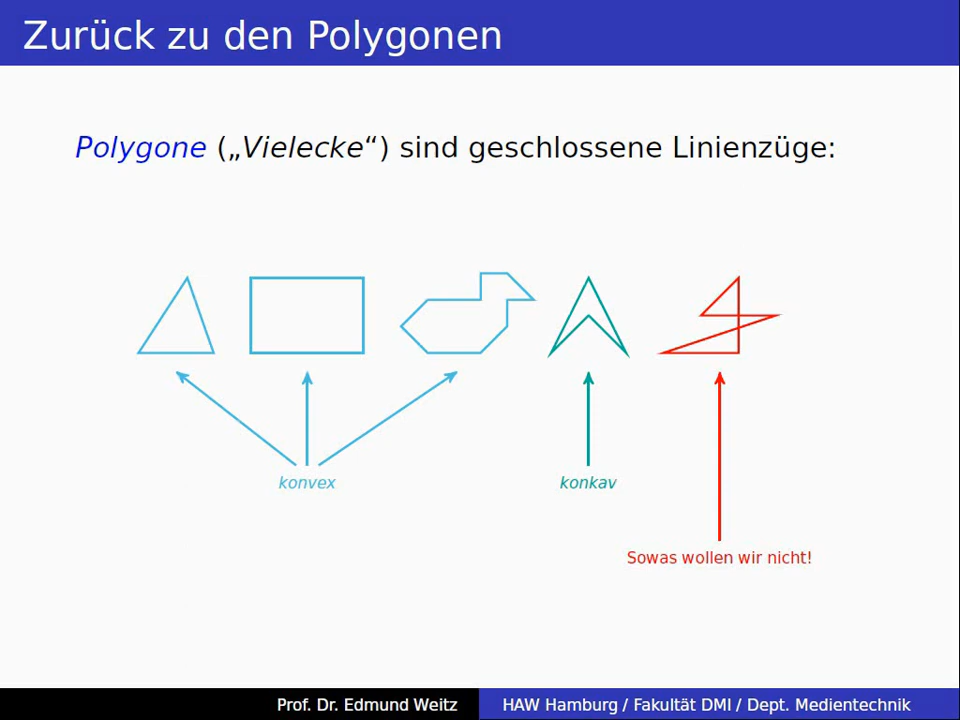 Zurück zu den Polygonen
Polygone („Vielecke“) sind geschlossene Linienzüge:
konvex
konkav
Sowas wollen wir nicht!
Prof. Dr. Edmund Weitz
HAW Hamburg / Fakultät DMI / Dept. Medientechnik